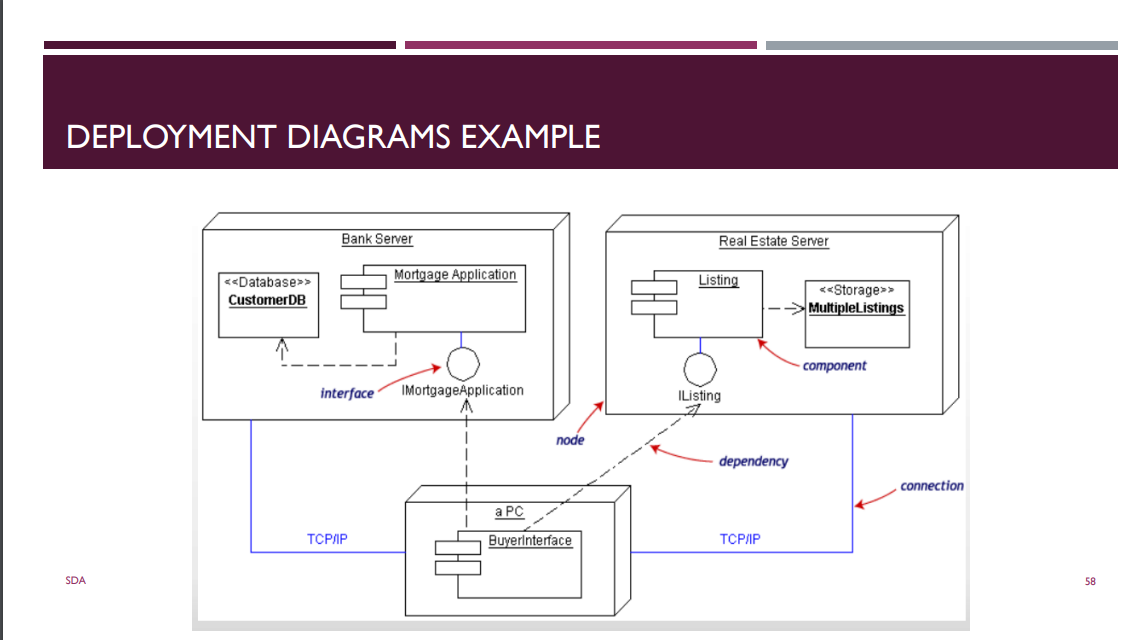 DEPLOYMENT DIAGRAMS EXAMPLE
Bank Server
<<Database>>
CustomerDB
Mortgage Application
interface
IMortgageApplication
Real Estate Server
Listing
<<Storage>>
MultipleListings
component
IListing
node
dependency
connection
a PC
BuyerInterface
TCP/IP
TCP/IP
SDA
58